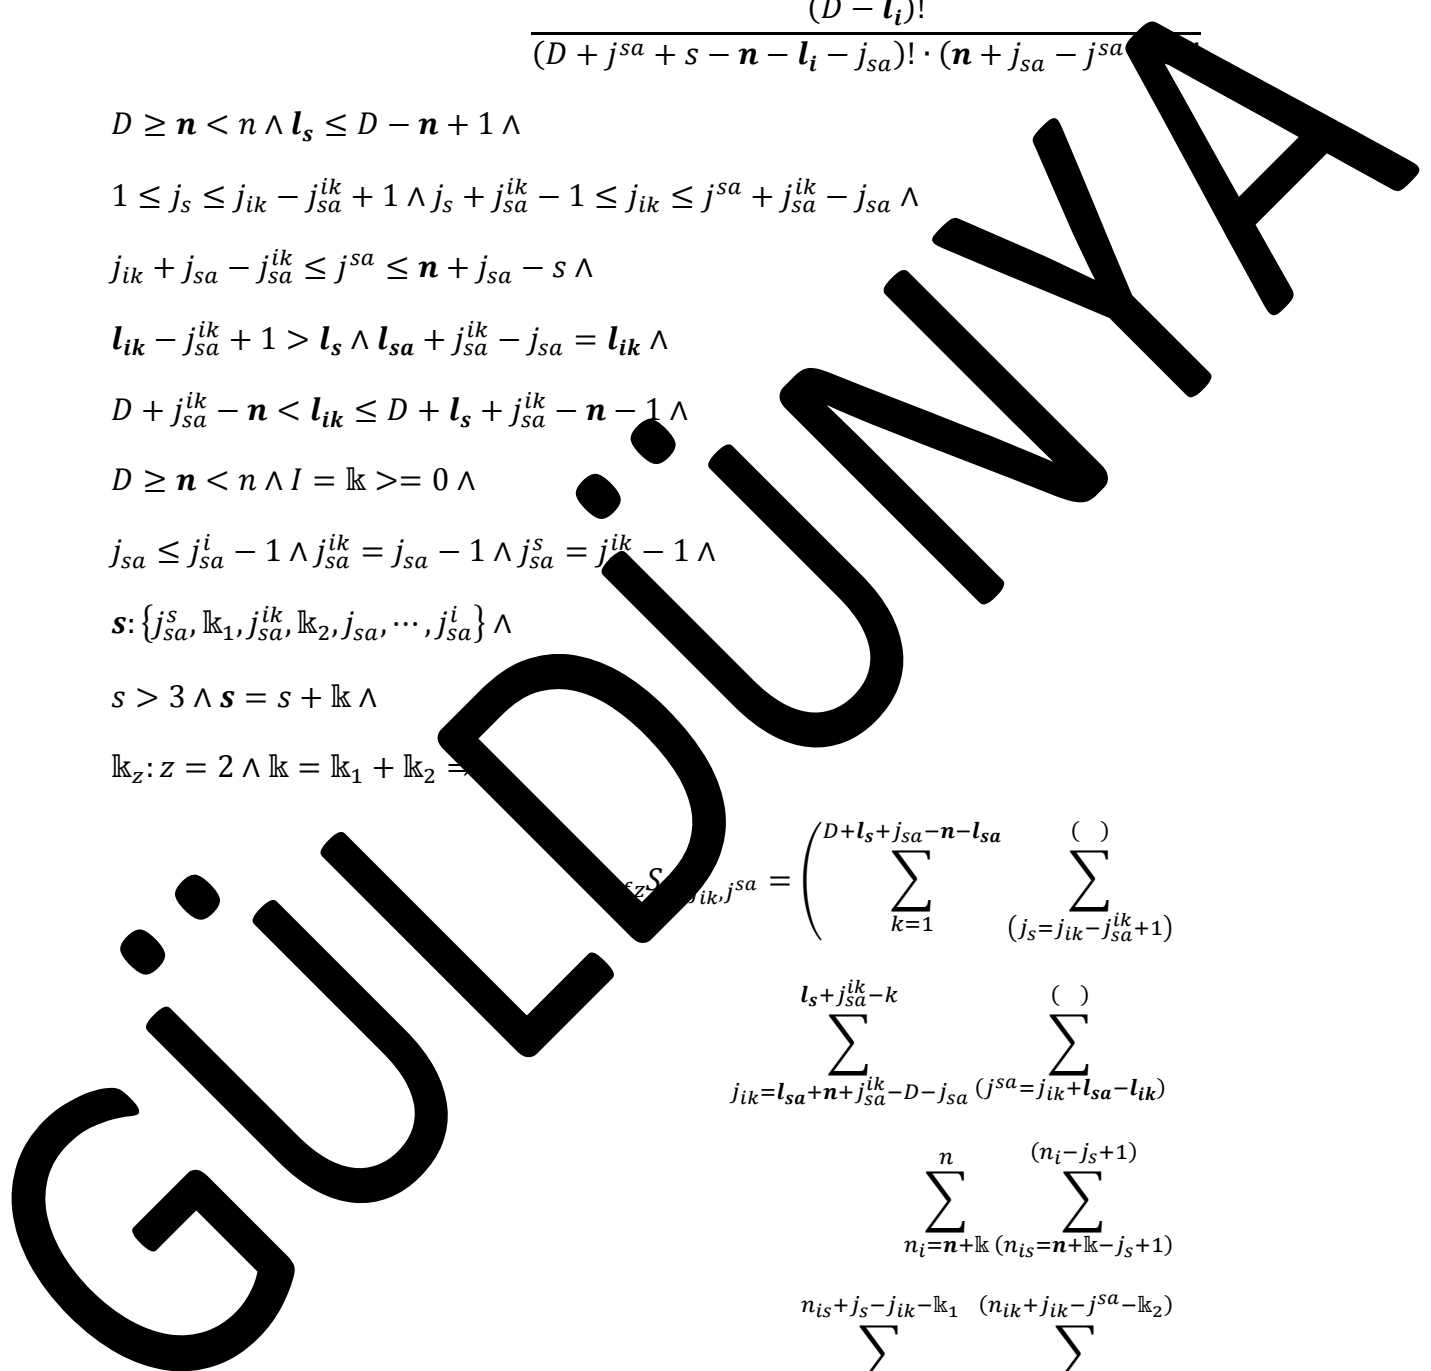 (D − l_i)!
(D + j^{sa} + s − n − l_i − j_{sa})! · (n + j_{sa} − j^{sa}
D ≥ n < n ∧ l_s ≤ D − n + 1 ∧
1 ≤ j_s ≤ j_{ik} − j_{sa}^{ik} + 1 ∧ j_s + j_{sa}^{ik} − 1 ≤ j_{ik} ≤ j^{sa} + j_{sa}^{ik} − j_{sa} ∧
j_{ik} + j_{sa} − j_{sa}^{ik} ≤ j^{sa} ≤ n + j_{sa} − s ∧
l_{ik} − j_{sa}^{ik} + 1 > l_s ∧ l_{sa} + j_{sa}^{ik} − j_{sa} = l_{ik} ∧
D + j_{sa}^{ik} − n < l_{ik} ≤ D + l_s + j_{sa}^{ik} − n − 1 ∧
D ≥ n < n ∧ I = 𝕜 >= 0 ∧
j_{sa} ≤ j_{sa}^{i} − 1 ∧ j_{sa}^{ik} = j_{sa} − 1 ∧ j_{sa}^{s} = j^{ik} − 1 ∧
s: {j_{sa}^{s}, 𝕜_1, j_{sa}^{ik}, 𝕜_2, j_{sa}, ⋯, j_{sa}^{i}} ∧
s > 3 ∧ s = s + 𝕜 ∧
𝕜_z: z = 2 ∧ 𝕜 = 𝕜_1 + 𝕜_2 ⇒
S_{j_{ik}, j^{sa}} = ( ∑_{k=1}^{D+l_s+j_{sa}−n−l_{sa}} ∑_{(j_s=j_{ik}−j_{sa}^{ik}+1)}^{( )}
∑_{j_{ik}=l_{sa}+n+j_{sa}^{ik}−D−j_{sa}}^{l_s+j_{sa}^{ik}−k} ∑_{(j^{sa}=j_{ik}+l_{sa}−l_{ik})}^{( )}
∑_{n_i=n+𝕜}^{n} ∑_{(n_{is}=n+𝕜−j_s+1)}^{(n_i−j_s+1)}
∑^{n_{is}+j_s−j_{ik}−𝕜_1} ∑^{(n_{ik}+j_{ik}−j^{sa}−𝕜_2)}
GÜLDÜNYA